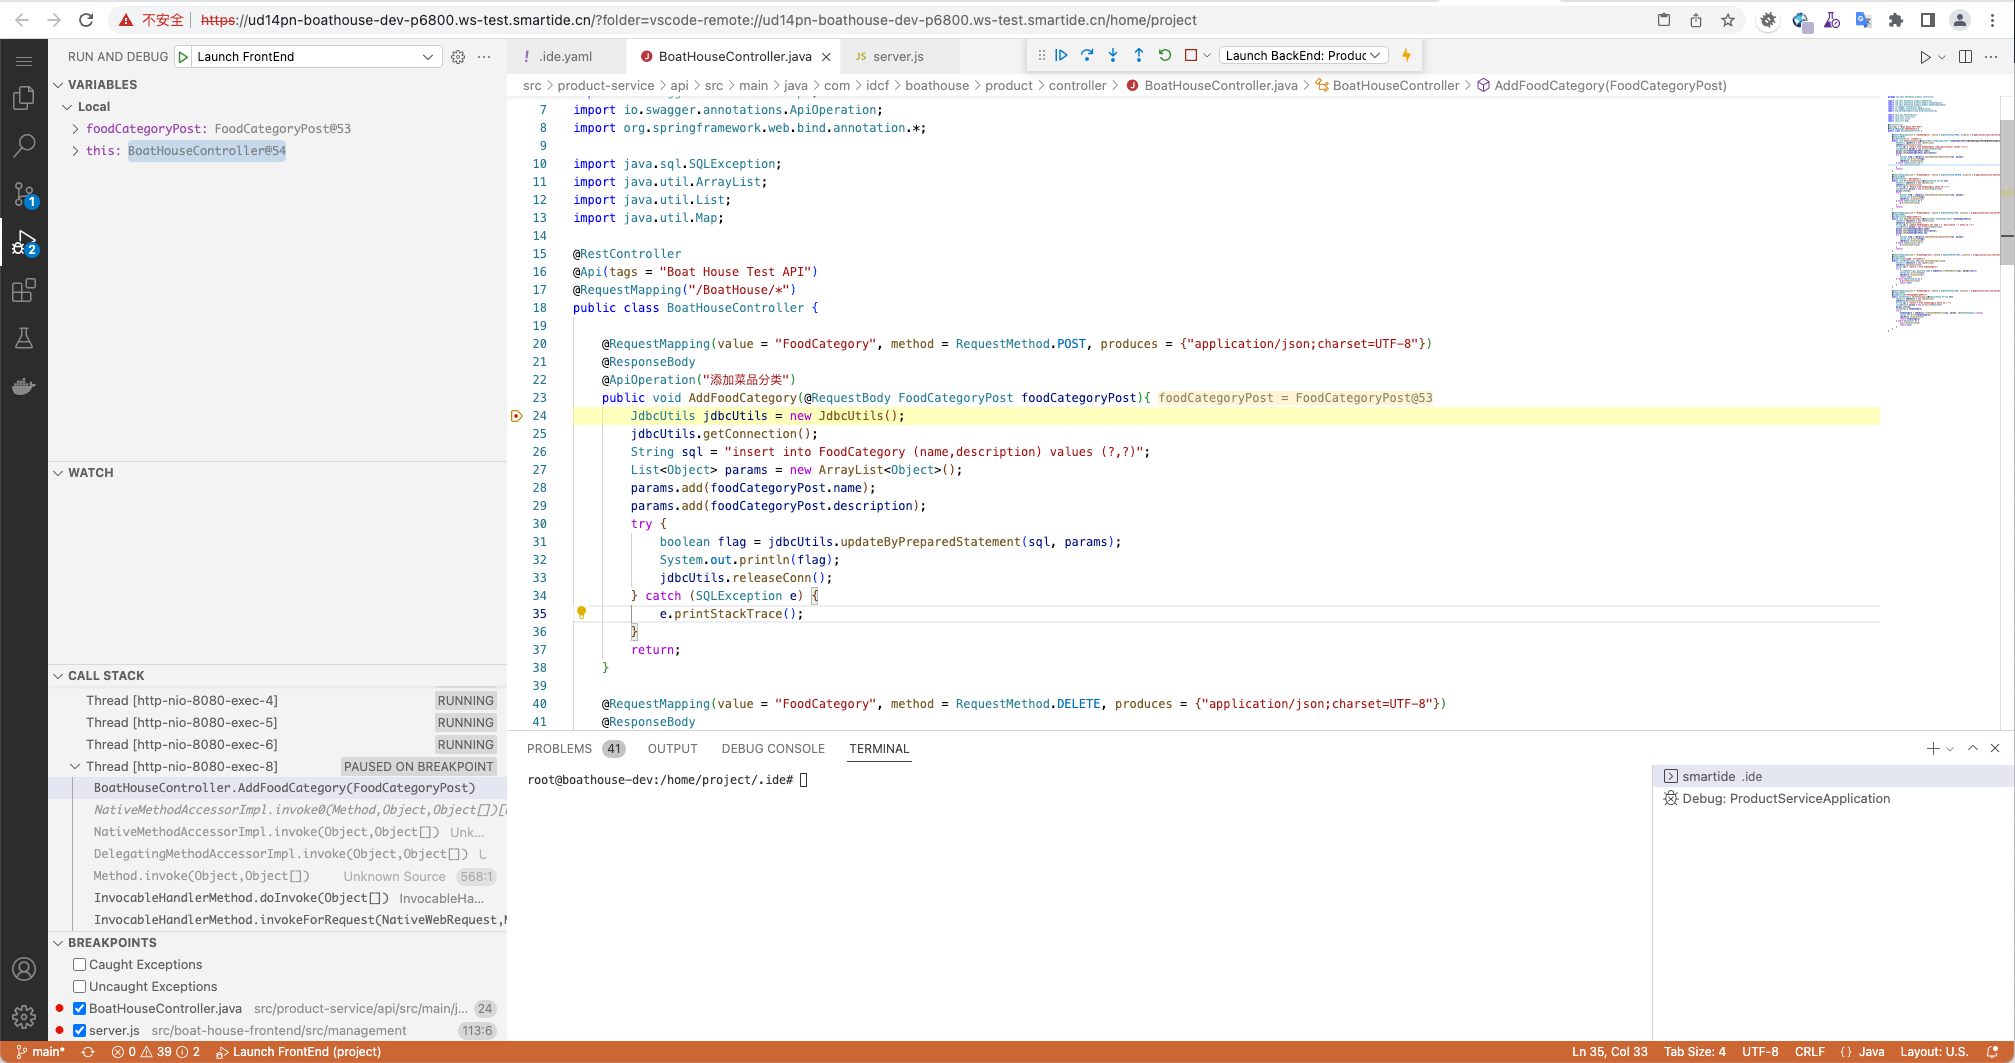 不安全 https://ud14pn-boathouse-dev-p6800.ws-test.smartide.cn/?folder=vscode-remote://ud14pn-boathouse-dev-p6800.ws-test.smartide.cn/home/project
RUN AND DEBUG Launch FrontEnd
.ide.yaml BoatHouseController.java JS server.js Launch BackEnd: Produc
src > product-service > api > src > main > java > com > idcf > boathouse > product > controller > BoatHouseController.java > BoatHouseController > AddFoodCategory(FoodCategoryPost)
VARIABLES
Local
foodCategoryPost: FoodCategoryPost@53
this: BoatHouseController@54
WATCH
CALL STACK
Thread [http-nio-8080-exec-4] RUNNING
Thread [http-nio-8080-exec-5] RUNNING
Thread [http-nio-8080-exec-6] RUNNING
Thread [http-nio-8080-exec-8] PAUSED ON BREAKPOINT
BoatHouseController.AddFoodCategory(FoodCategoryPost)
NativeMethodAccessorImpl.invoke0(Method,Object,Object[])
NativeMethodAccessorImpl.invoke(Object,Object[]) Unk...
DelegatingMethodAccessorImpl.invoke(Object,Object[])
Method.invoke(Object,Object[]) Unknown Source 568:1
InvocableHandlerMethod.doInvoke(Object[]) InvocableHa...
InvocableHandlerMethod.invokeForRequest(NativeWebRequest,
BREAKPOINTS
Caught Exceptions
Uncaught Exceptions
BoatHouseController.java src/product-service/api/src/main/j... 24
server.js src/boat-house-frontend/src/management 113:6
7 import io.swagger.annotations.ApiOperation;
8 import org.springframework.web.bind.annotation.*;
9
10 import java.sql.SQLException;
11 import java.util.ArrayList;
12 import java.util.List;
13 import java.util.Map;
14
15 @RestController
16 @Api(tags = "Boat House Test API")
17 @RequestMapping("/BoatHouse/*")
18 public class BoatHouseController {
19
20 @RequestMapping(value = "FoodCategory", method = RequestMethod.POST, produces = {"application/json;charset=UTF-8"})
21 @ResponseBody
22 @ApiOperation("添加菜品分类")
23 public void AddFoodCategory(@RequestBody FoodCategoryPost foodCategoryPost){ foodCategoryPost = FoodCategoryPost@53
24 JdbcUtils jdbcUtils = new JdbcUtils();
25 jdbcUtils.getConnection();
26 String sql = "insert into FoodCategory (name,description) values (?,?)";
27 List<Object> params = new ArrayList<Object>();
28 params.add(foodCategoryPost.name);
29 params.add(foodCategoryPost.description);
30 try {
31 boolean flag = jdbcUtils.updateByPreparedStatement(sql, params);
32 System.out.println(flag);
33 jdbcUtils.releaseConn();
34 } catch (SQLException e) {
35 e.printStackTrace();
36 }
37 return;
38 }
39
40 @RequestMapping(value = "FoodCategory", method = RequestMethod.DELETE, produces = {"application/json;charset=UTF-8"})
41 @ResponseBody
PROBLEMS 41 OUTPUT DEBUG CONSOLE TERMINAL
root@boathouse-dev:/home/project/.ide#
smartide .ide
Debug: ProductServiceApplication
1
2
main* 0 39 2 Launch FrontEnd (project) Ln 35, Col 33 Tab Size: 4 UTF-8 CRLF {} Java Layout: U.S.